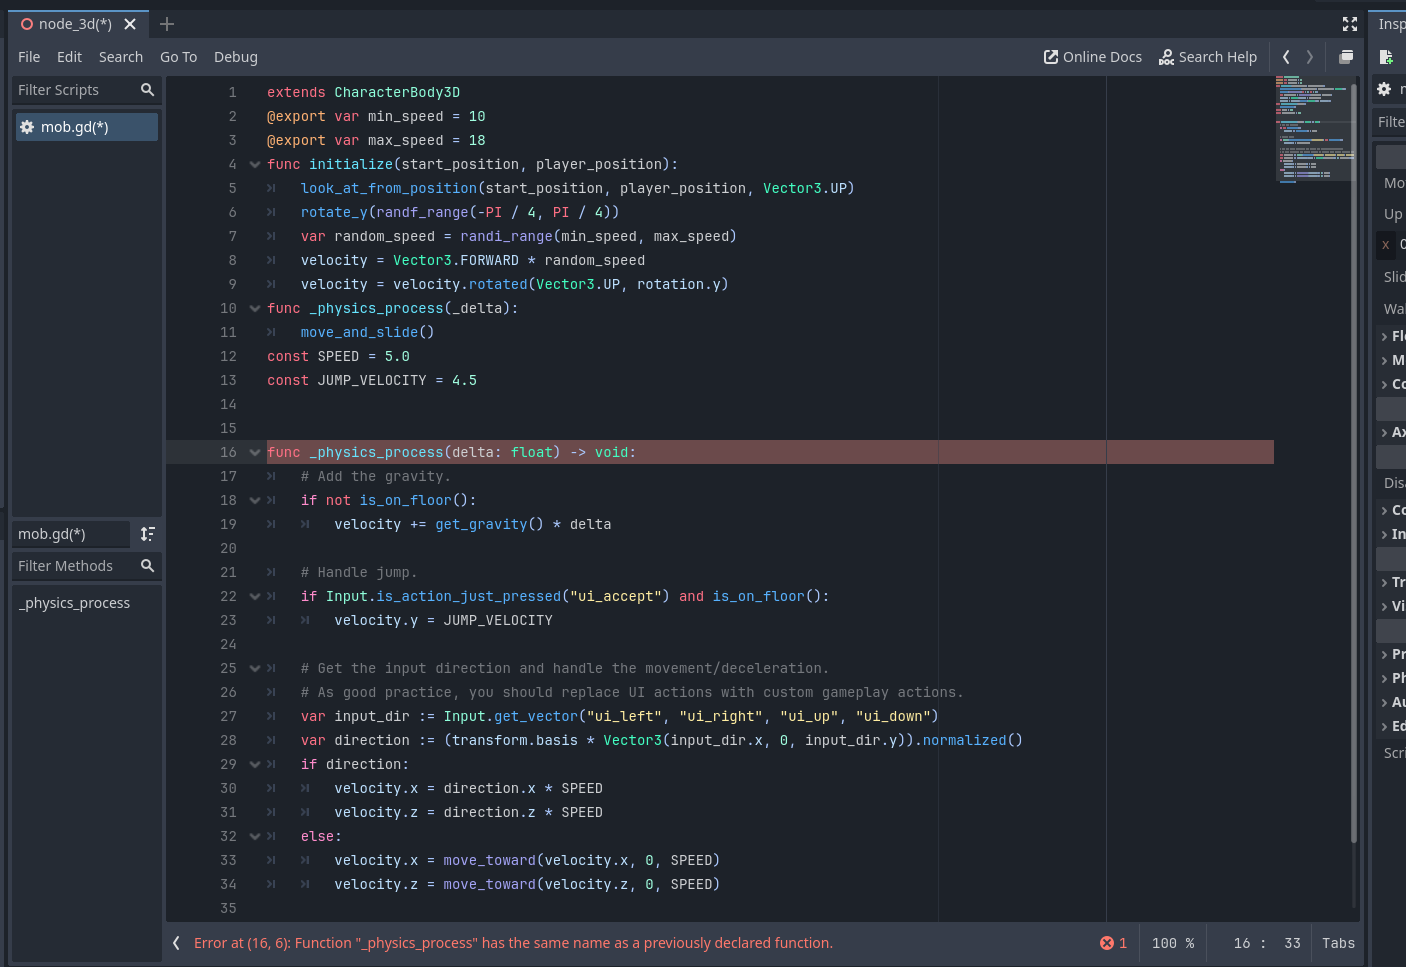 node_3d(*)
Insp
File Edit Search Go To Debug
Online Docs Search Help
Filter Scripts
mob.gd(*)
1 extends CharacterBody3D
2 @export var min_speed = 10
3 @export var max_speed = 18
4 func initialize(start_position, player_position):
5 look_at_from_position(start_position, player_position, Vector3.UP)
6 rotate_y(randf_range(-PI / 4, PI / 4))
7 var random_speed = randi_range(min_speed, max_speed)
8 velocity = Vector3.FORWARD * random_speed
9 velocity = velocity.rotated(Vector3.UP, rotation.y)
10 func _physics_process(_delta):
11 move_and_slide()
12 const SPEED = 5.0
13 const JUMP_VELOCITY = 4.5
14
15
16 func _physics_process(delta: float) -> void:
17 # Add the gravity.
18 if not is_on_floor():
19 velocity += get_gravity() * delta
20
21 # Handle jump.
22 if Input.is_action_just_pressed("ui_accept") and is_on_floor():
23 velocity.y = JUMP_VELOCITY
24
25 # Get the input direction and handle the movement/deceleration.
26 # As good practice, you should replace UI actions with custom gameplay actions.
27 var input_dir := Input.get_vector("ui_left", "ui_right", "ui_up", "ui_down")
28 var direction := (transform.basis * Vector3(input_dir.x, 0, input_dir.y)).normalized()
29 if direction:
30 velocity.x = direction.x * SPEED
31 velocity.z = direction.z * SPEED
32 else:
33 velocity.x = move_toward(velocity.x, 0, SPEED)
34 velocity.z = move_toward(velocity.z, 0, SPEED)
35
mob.gd(*)
Filter Methods
_physics_process
Error at (16, 6): Function "_physics_process" has the same name as a previously declared function.
1 100 % 16 : 33 Tabs
Filte
Mo
Up
x 0
Slid
Wal
Fl
M
Co
Ax
Disa
Co
In
Tr
Vi
Pr
Ph
Au
Ed
Scri